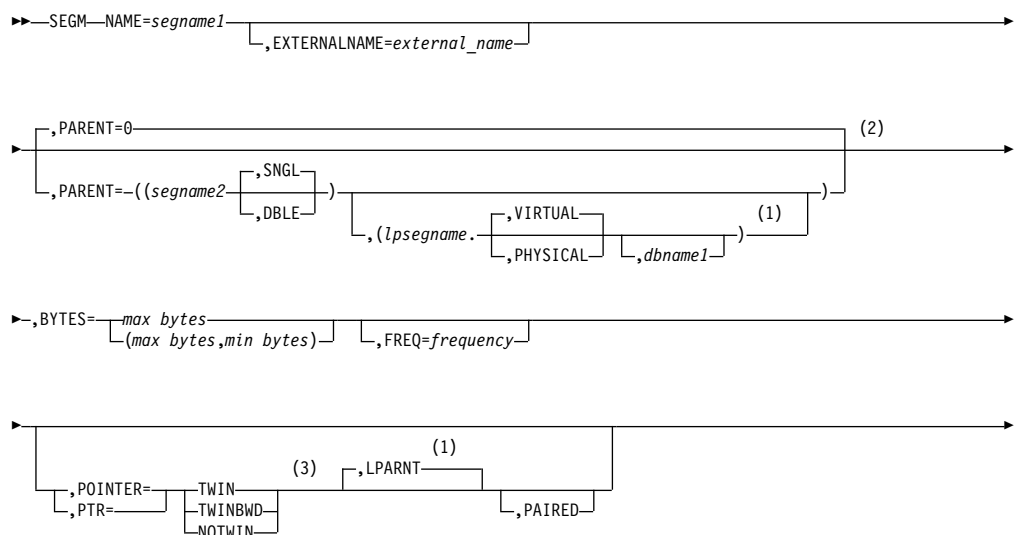 SEGM NAME=segname1
,EXTERNALNAME=external_name
,PARENT=0 (2)
,SNGL
,PARENT= ((segname2 ) )
,DBLE ,VIRTUAL (1)
,(lpsegname. )
,PHYSICAL ,dbname1
,BYTES= max bytes
(max bytes,min bytes) ,FREQ=frequency
(1)
(3) ,LPARNT
,POINTER= TWIN
,PTR= TWINBWD ,PAIRED
NOTWIN